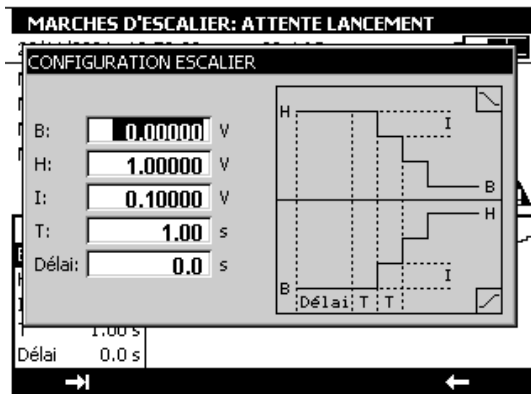 MARCHES D'ESCALIER: ATTENTE LANCEMENT
CONFIGURATION ESCALIER
B: 0.00000 V
H: 1.00000 V
I: 0.10000 V
T: 1.00 s
Délai: 0.0 s
H
I
B
H
I
B
Délai T T
1.00 s
Délai 0.0 s